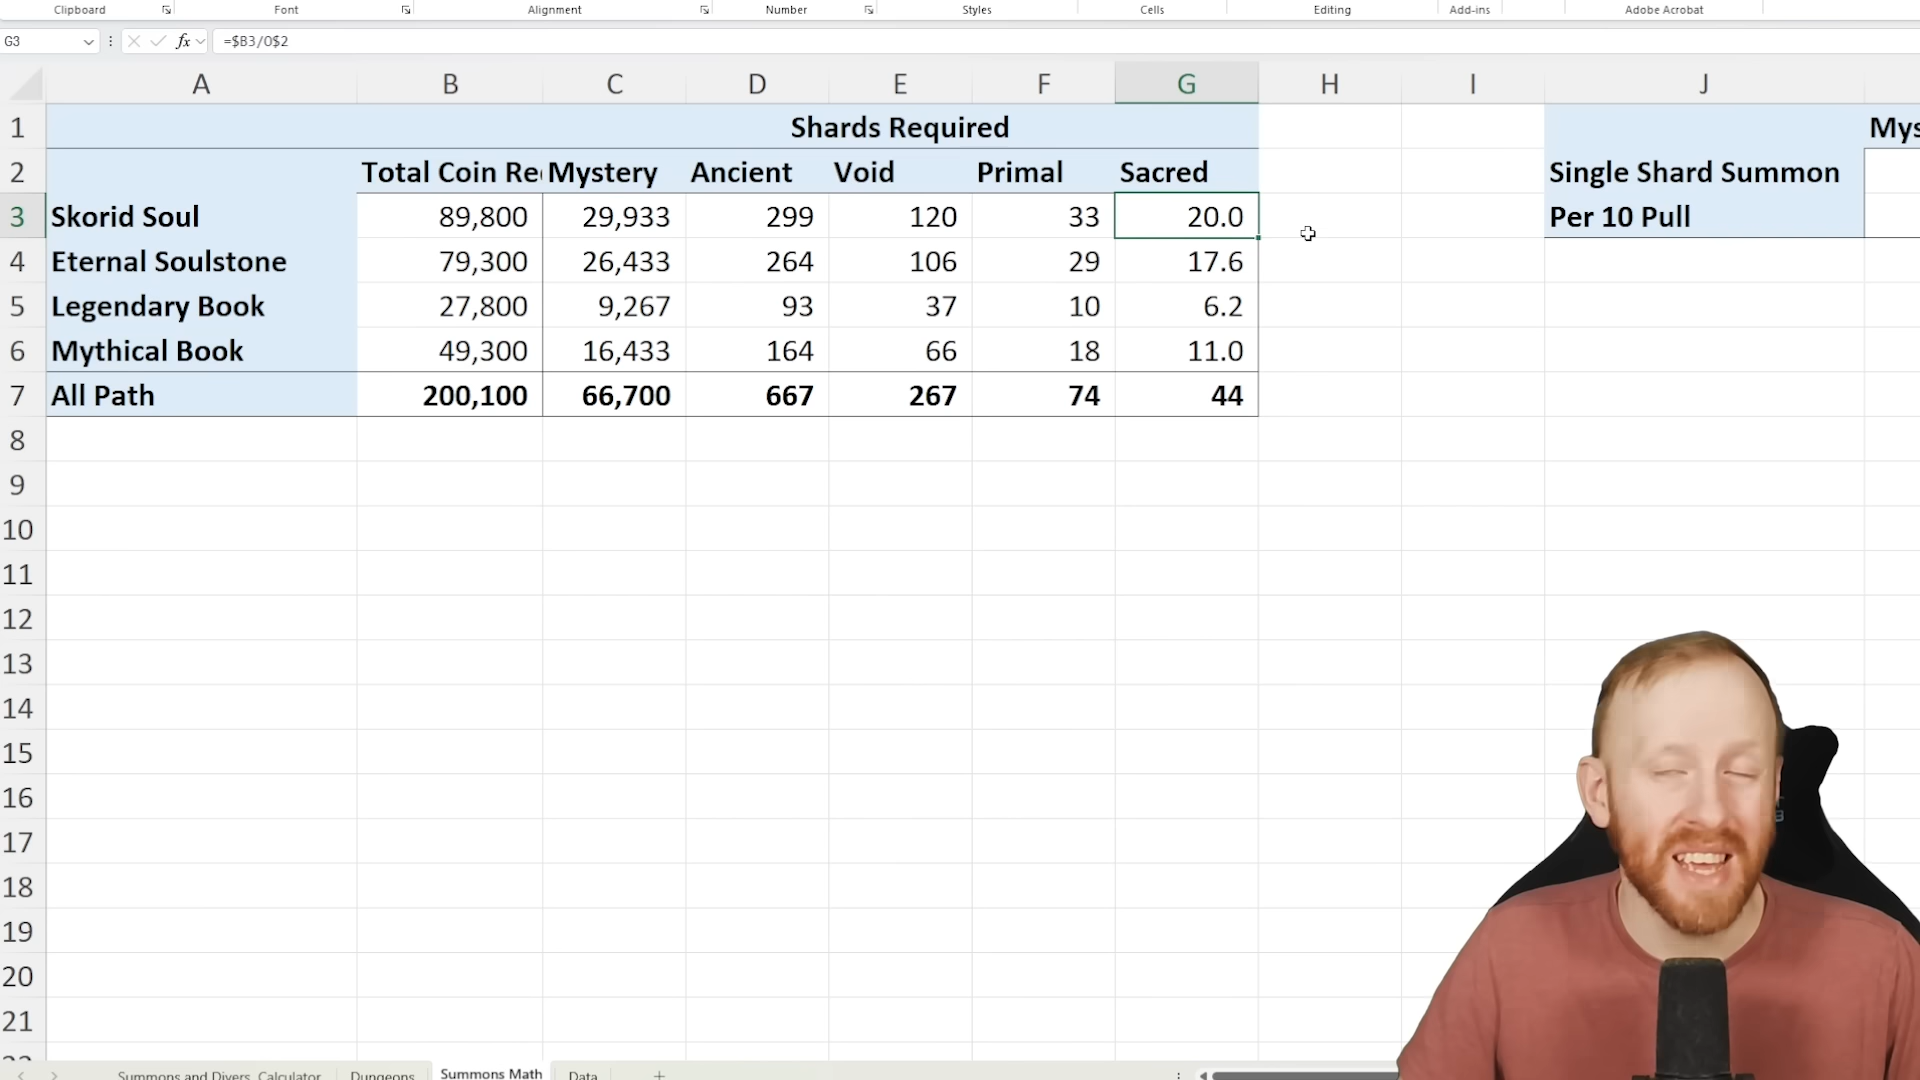 Clipboard Font Alignment Number Styles Cells Editing Add-ins Adobe Acrobat
G3 fx =$B3/O$2
A B C D E F G H I J
1 Shards Required Mys
2 Total Coin Re Mystery Ancient Void Primal Sacred Single Shard Summon
3 Skorid Soul 89,800 29,933 299 120 33 20.0 Per 10 Pull
4 Eternal Soulstone 79,300 26,433 264 106 29 17.6
5 Legendary Book 27,800 9,267 93 37 10 6.2
6 Mythical Book 49,300 16,433 164 66 18 11.0
7 All Path 200,100 66,700 667 267 74 44
8
9
10
11
12
13
14
15
16
17
18
19
20
21
Summons and Divers. Calculator Dungeons Summons Math Data +